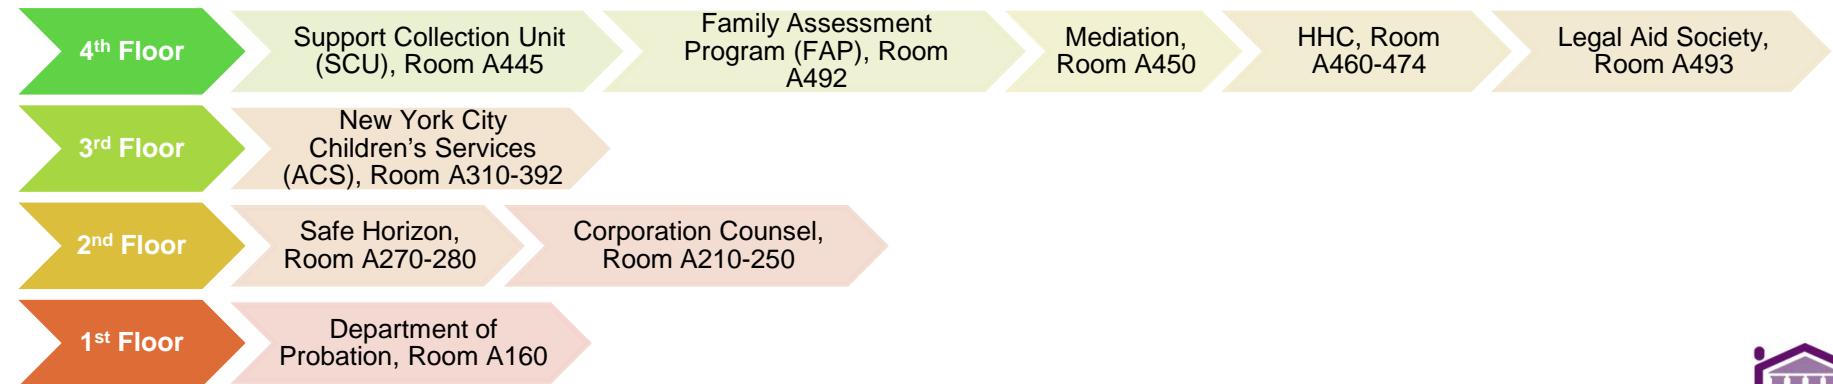 4th Floor
Support Collection Unit
(SCU), Room A445
Family Assessment
Program (FAP), Room
A492
Mediation,
Room A450
HHC, Room
A460-474
Legal Aid Society,
Room A493
3rd Floor
New York City
Children’s Services
(ACS), Room A310-392
2nd Floor
Safe Horizon,
Room A270-280
Corporation Counsel,
Room A210-250
1st Floor
Department of
Probation, Room A160